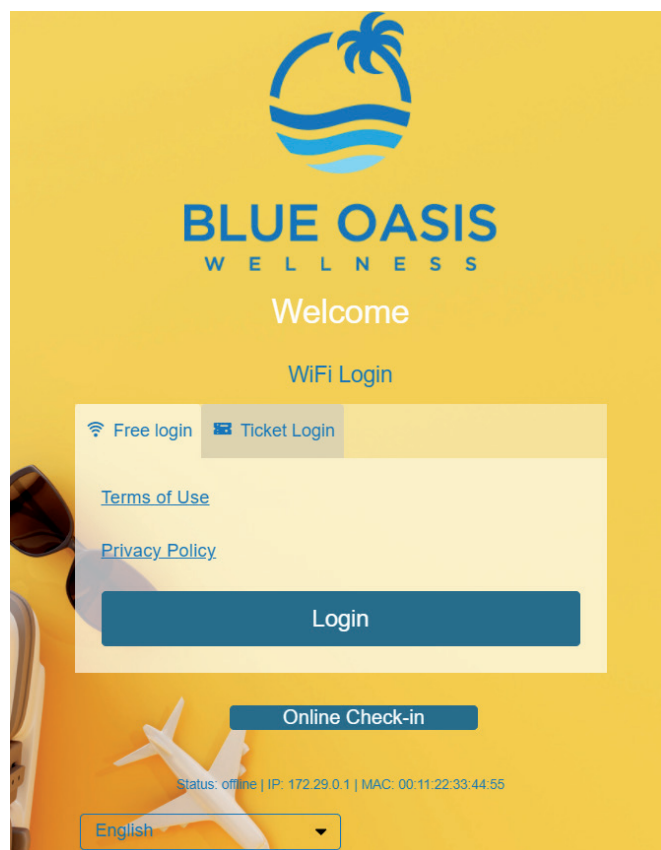 BLUE OASIS
WELLNESS
Welcome
WiFi Login
Free login Ticket Login
Terms of Use
Privacy Policy
Login
Online Check-in
Status: offline | IP: 172.29.0.1 | MAC: 00:11:22:33:44:55
English